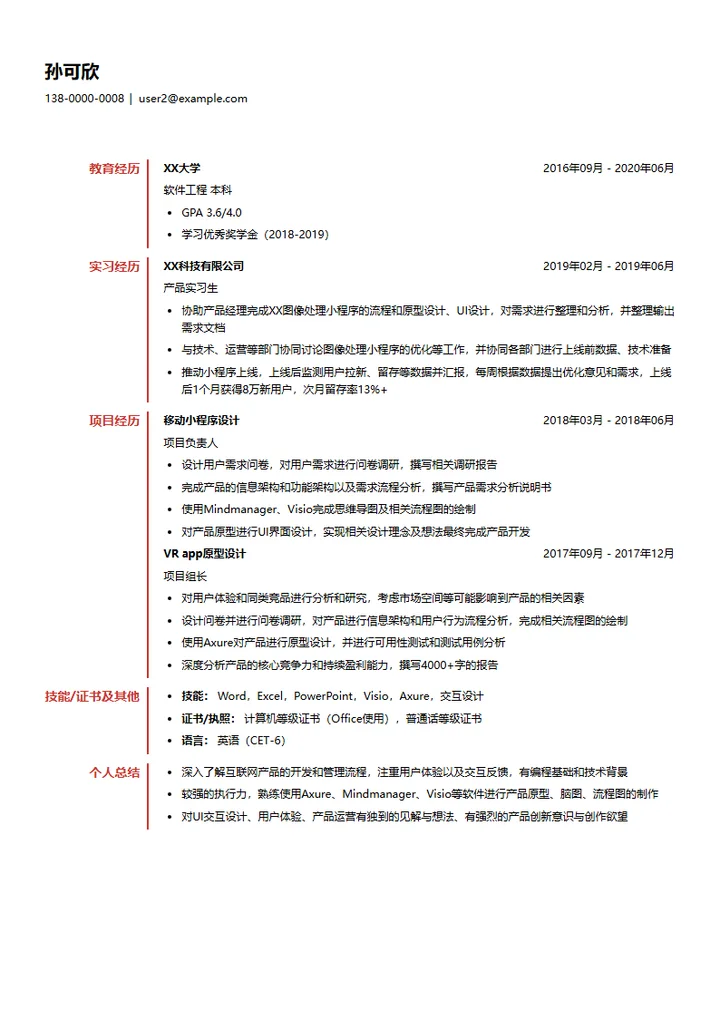 孙可欣
138-0000-0008 | user2@example.com
教育经历
XX大学 2016年09月 - 2020年06月
软件工程 本科
• GPA 3.6/4.0
• 学习优秀奖学金（2018-2019）
实习经历
XX科技有限公司 2019年02月 - 2019年06月
产品实习生
• 协助产品经理完成XX图像处理小程序的流程和原型设计、UI设计，对需求进行整理和分析，并整理输出
需求文档
• 与技术、运营等部门协同讨论图像处理小程序的优化等工作，并协同各部门进行上线前数据、技术准备
• 推动小程序上线，上线后监测用户拉新、留存等数据并汇报，每周根据数据提出优化意见和需求，上线
后1个月获得8万新用户，次月留存率13%+
项目经历
移动小程序设计 2018年03月 - 2018年06月
项目负责人
• 设计用户需求问卷，对用户需求进行问卷调研，撰写相关调研报告
• 完成产品的信息架构和功能架构以及需求流程分析，撰写产品需求分析说明书
• 使用Mindmanager、Visio完成思维导图及相关流程图的绘制
• 对产品原型进行UI界面设计，实现相关设计理念及想法最终完成产品开发
VR app原型设计 2017年09月 - 2017年12月
项目组长
• 对用户体验和同类竞品进行分析和研究，考虑市场空间等可能影响到产品的相关因素
• 设计问卷并进行问卷调研，对产品进行信息架构和用户行为流程分析，完成相关流程图的绘制
• 使用Axure对产品进行原型设计，并进行可用性测试和测试用例分析
• 深度分析产品的核心竞争力和持续盈利能力，撰写4000+字的报告
技能/证书及其他
• 技能： Word，Excel，PowerPoint，Visio，Axure，交互设计
• 证书/执照： 计算机等级证书（Office使用），普通话等级证书
• 语言： 英语（CET-6）
个人总结
• 深入了解互联网产品的开发和管理流程，注重用户体验以及交互反馈，有编程基础和技术背景
• 较强的执行力，熟练使用Axure、Mindmanager、Visio等软件进行产品原型、脑图、流程图的制作
• 对UI交互设计、用户体验、产品运营有独到的见解与想法、有强烈的产品创新意识与创作欲望